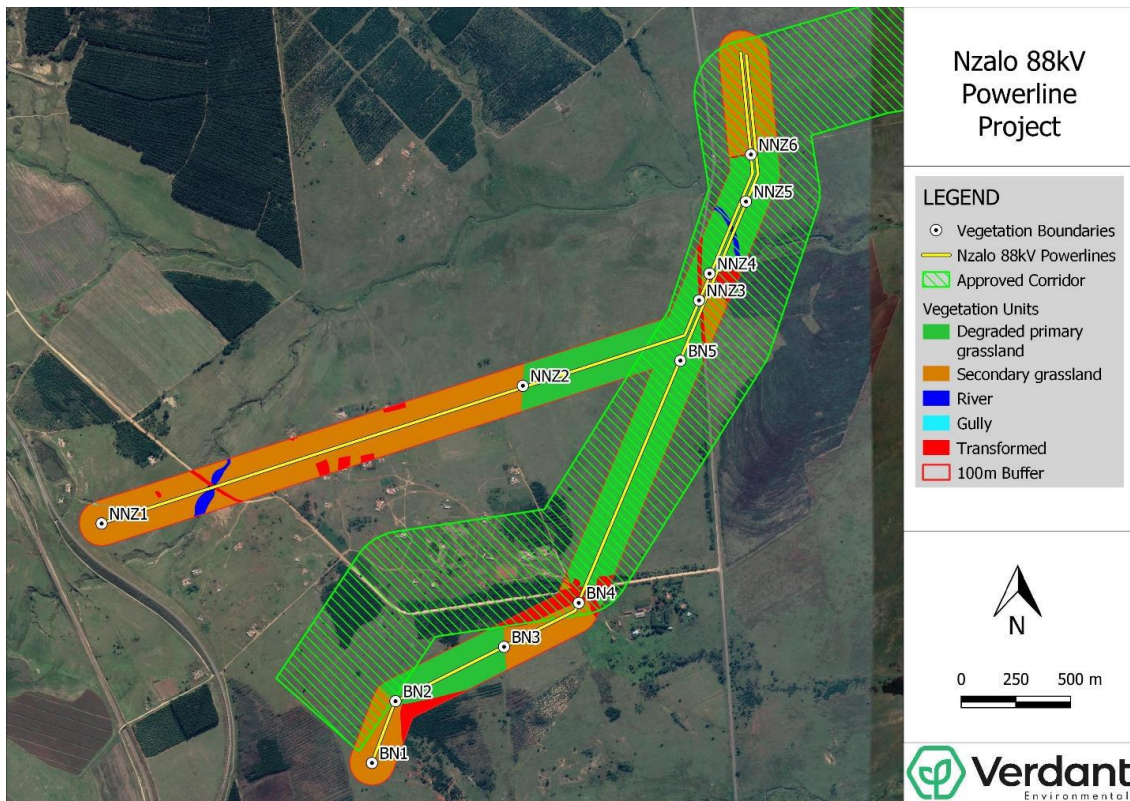 Nzalo 88kV
Powerline
Project
LEGEND
Vegetation Boundaries
Nzalo 88kV Powerlines
Approved Corridor
Vegetation Units
Degraded primary
grassland
Secondary grassland
River
Gully
Transformed
100m Buffer
N
0 250 500 m
Verdant
Environmental
NNZ6
NNZ5
NNZ4
NNZ3
BN5
NNZ2
NNZ1
BN4
BN3
BN2
BN1